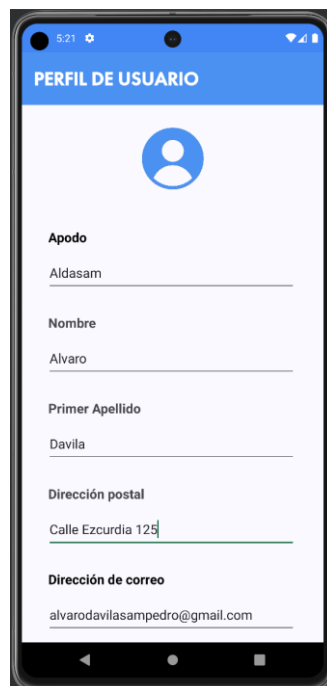 5:21
PERFIL DE USUARIO
Apodo
Aldasam
Nombre
Alvaro
Primer Apellido
Davila
Dirección postal
Calle Ezcurdia 125
Dirección de correo
alvarodavilasampedro@gmail.com